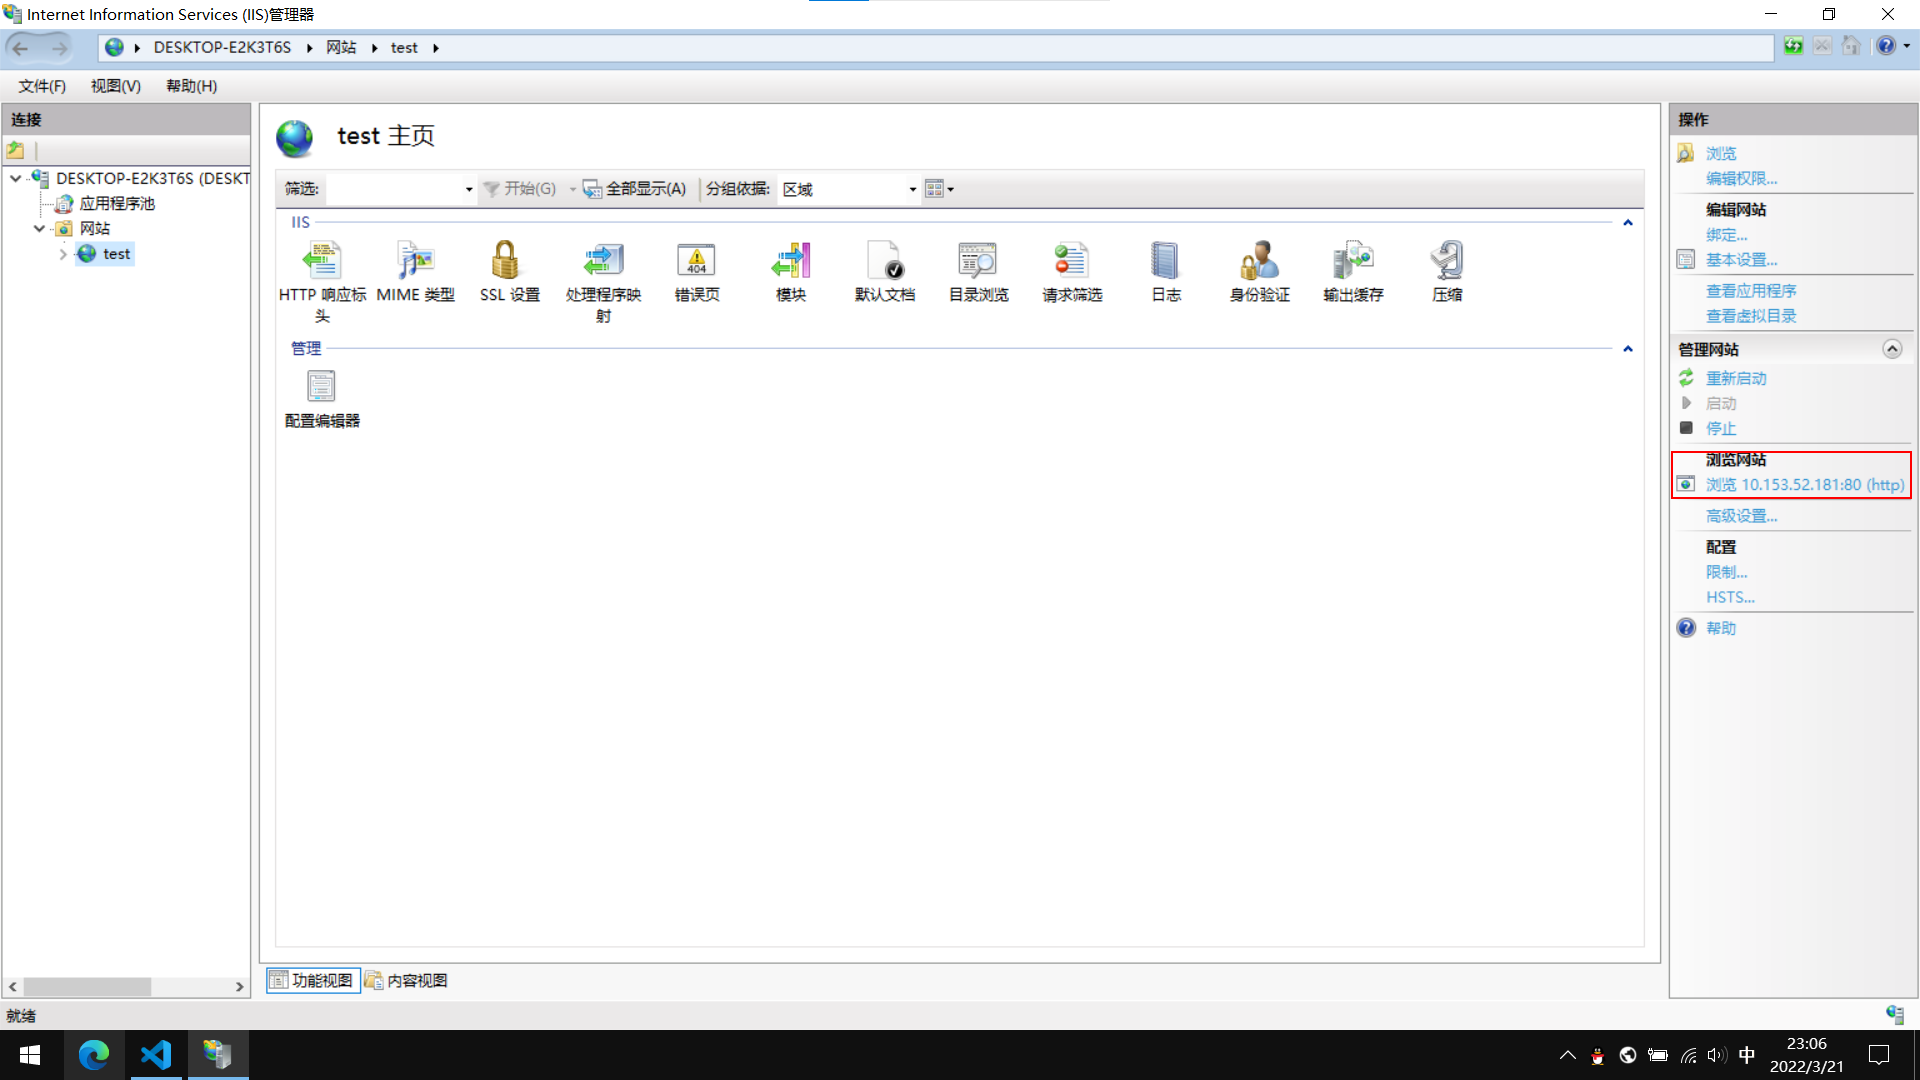 Internet Information Services (IIS)管理器
DESKTOP-E2K3T6S
网站
test
文件(F)
视图(V)
帮助(H)
连接
DESKTOP-E2K3T6S (DESKT
应用程序池
网站
test
test 主页
筛选:
开始(G)
全部显示(A)
分组依据:
区域
IIS
HTTP 响应标头
MIME 类型
SSL 设置
处理程序映射
404
错误页
模块
默认文档
目录浏览
请求筛选
日志
身份验证
输出缓存
压缩
管理
配置编辑器
功能视图
内容视图
操作
浏览
编辑权限...
编辑网站
绑定...
基本设置...
查看应用程序
查看虚拟目录
管理网站
重新启动
启动
停止
浏览网站
浏览 10.153.52.181:80 (http)
高级设置...
配置
限制...
HSTS...
帮助
就绪
中
23:06
2022/3/21